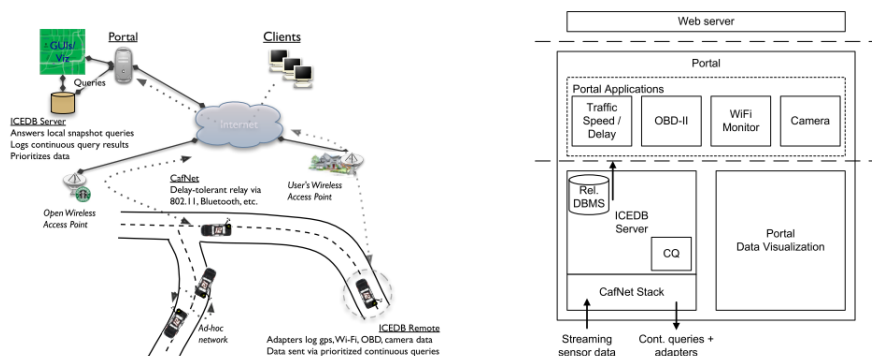 GUIs/
Viz
Portal
Clients
Queries
Internet
ICEDB Server
Answers local snapshot queries
Logs continuous query results
Prioritizes data
CafNet
Delay-tolerant relay via
802.11, Bluetooth, etc.
User's Wireless
Access Point
Open Wireless
Access Point
Ad-hoc
network
ICEDB Remote
Adapters log gps, Wi-Fi, OBD, camera data
Data sent via prioritized continuous queries
Web server
Portal
Portal Applications
Traffic
Speed /
Delay
OBD-II
WiFi
Monitor
Camera
Rel.
DBMS
ICEDB
Server
CQ
CafNet Stack
Portal
Data Visualization
Streaming
sensor data
Cont. queries +
adapters